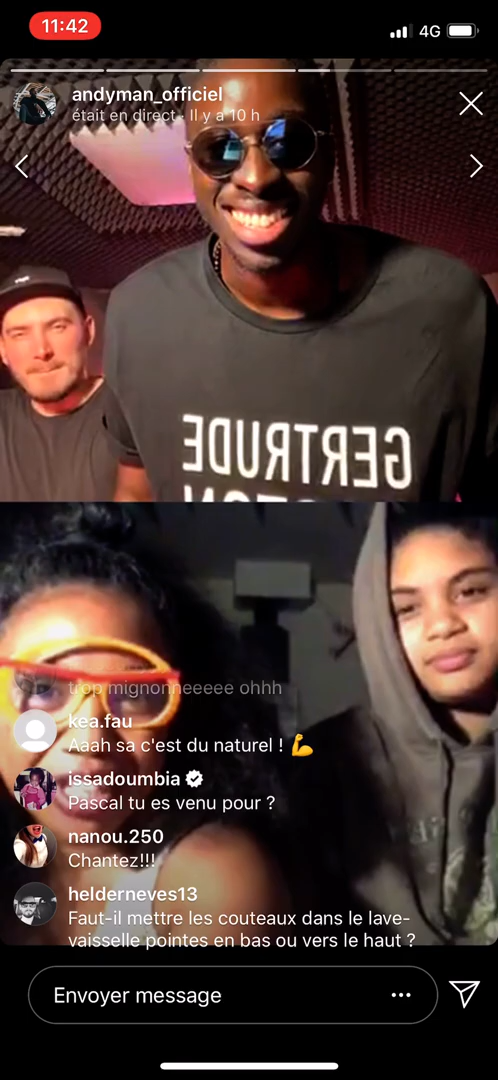 11:42
4G
andyman_officiel
était en direct · Il y a 10 h
GERTRUDE
trop mignonneeeee ohhh
kea.fau
Aaah sa c'est du naturel ! 💪
issadoumbia
Pascal tu es venu pour ?
nanou.250
Chantez!!!
helderneves13
Faut-il mettre les couteaux dans le lave-
vaisselle pointes en bas ou vers le haut ?
Envoyer message